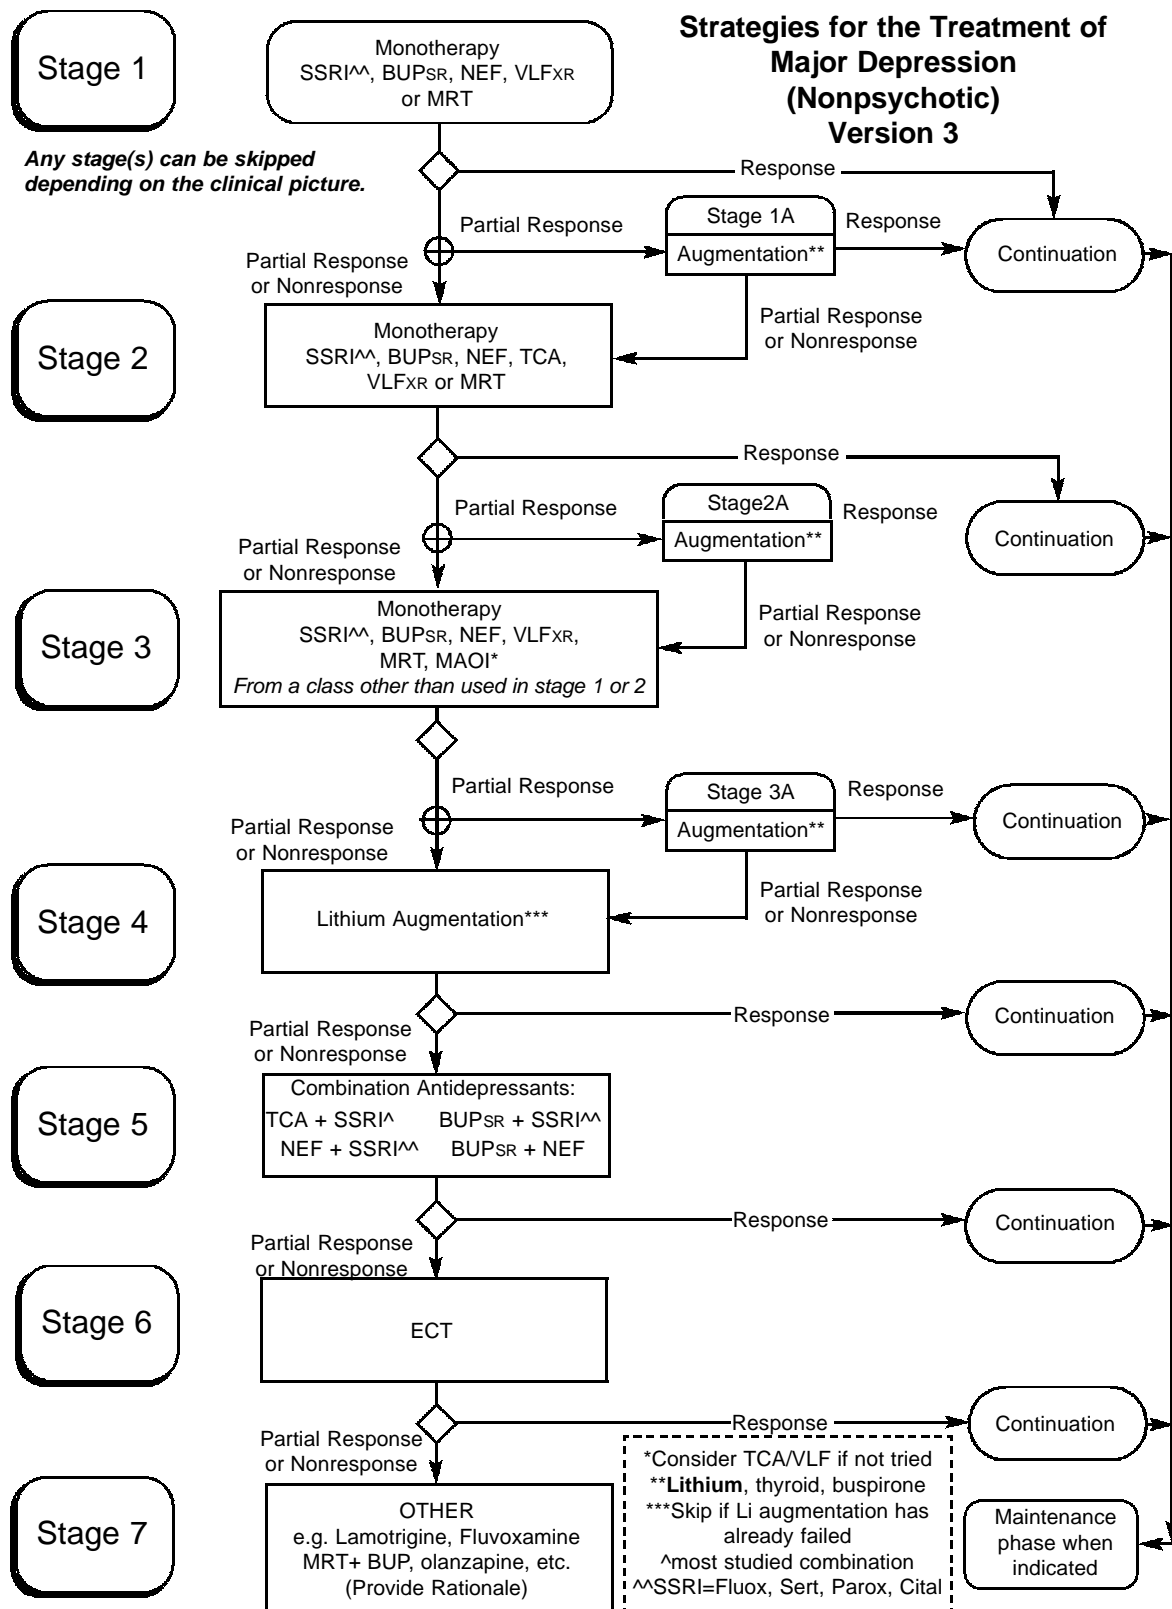 Strategies for the Treatment of
Major Depression
(Nonpsychotic)
Version 3
Stage 1
Monotherapy
SSRI^^, BUPSR, NEF, VLFXR
or MRT
Any stage(s) can be skipped
depending on the clinical picture.
Response
Partial Response
Stage 1A
Augmentation**
Response
Continuation
Partial Response
or Nonresponse
Partial Response
or Nonresponse
Stage 2
Monotherapy
SSRI^^, BUPSR, NEF, TCA,
VLFXR or MRT
Response
Partial Response
Stage2A
Augmentation**
Response
Continuation
Partial Response
or Nonresponse
Partial Response
or Nonresponse
Stage 3
Monotherapy
SSRI^^, BUPSR, NEF, VLFXR,
MRT, MAOI*
From a class other than used in stage 1 or 2
Partial Response
Stage 3A
Augmentation**
Response
Continuation
Partial Response
or Nonresponse
Partial Response
or Nonresponse
Stage 4
Lithium Augmentation***
Response
Continuation
Partial Response
or Nonresponse
Stage 5
Combination Antidepressants:
TCA + SSRI^ BUPSR + SSRI^^
NEF + SSRI^^ BUPSR + NEF
Response
Continuation
Partial Response
or Nonresponse
Stage 6
ECT
Response
Continuation
Partial Response
or Nonresponse
Stage 7
OTHER
e.g. Lamotrigine, Fluvoxamine
MRT+ BUP, olanzapine, etc.
(Provide Rationale)
*Consider TCA/VLF if not tried
**Lithium, thyroid, buspirone
***Skip if Li augmentation has
already failed
^most studied combination
^^SSRI=Fluox, Sert, Parox, Cital
Maintenance
phase when
indicated